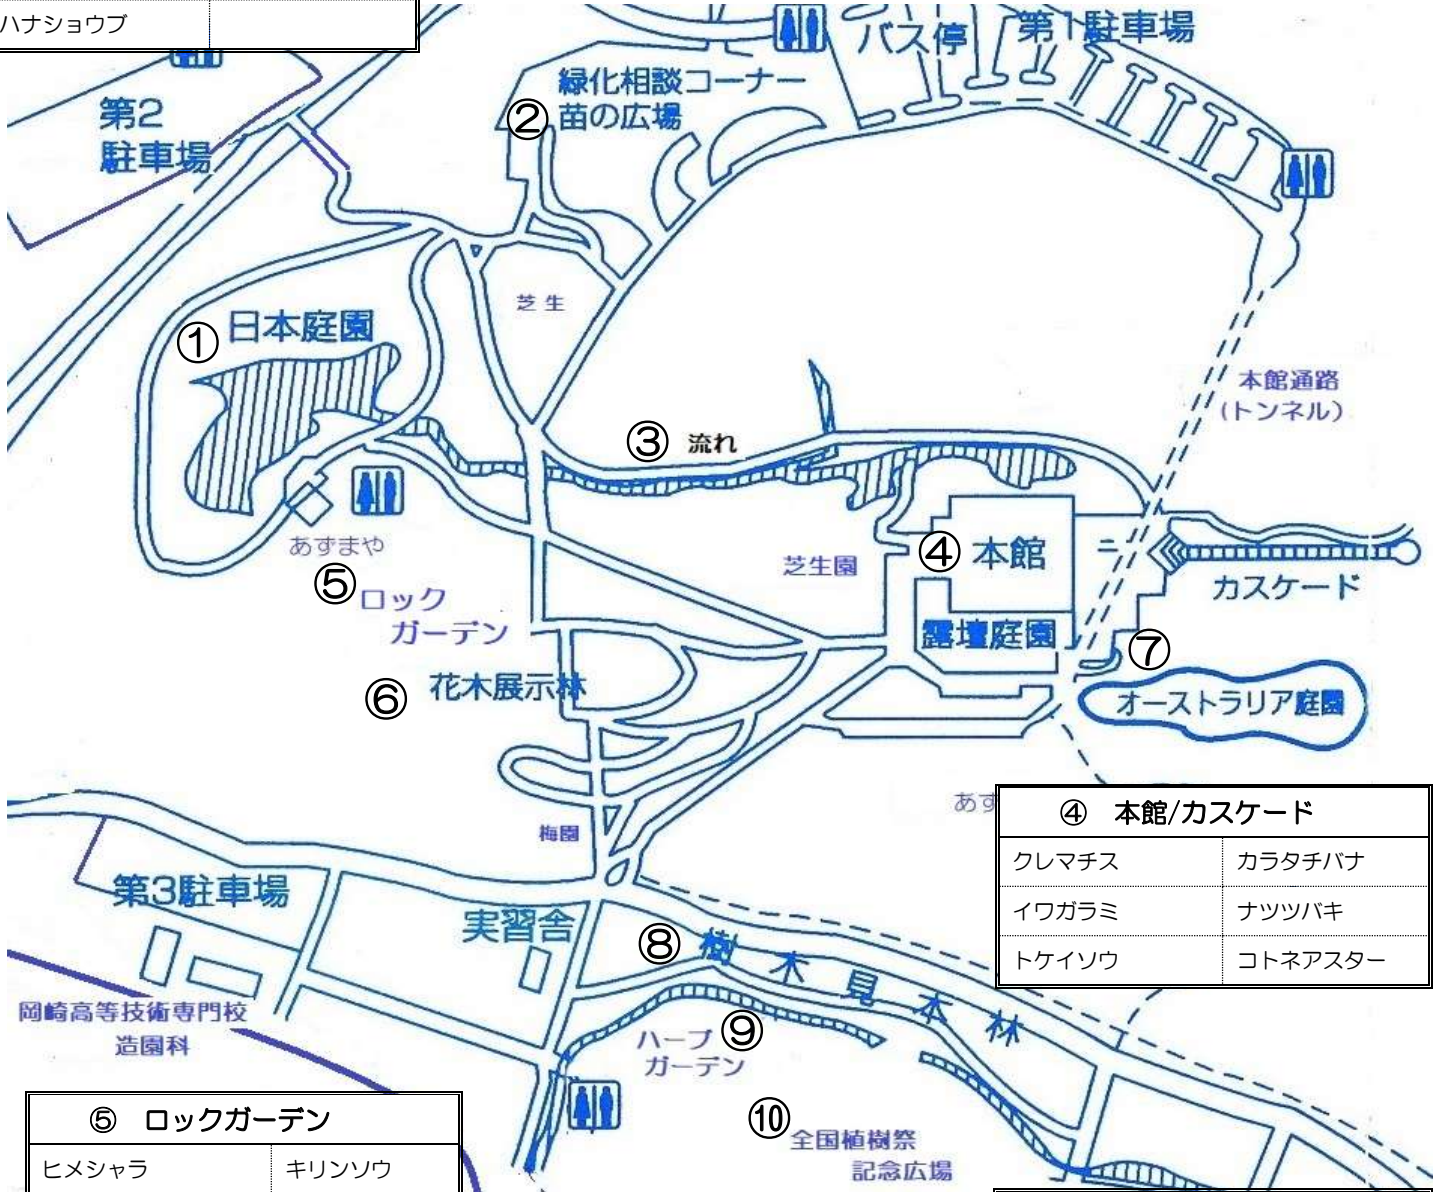 ハナショウブ
バス停
第1駐車場
緑化相談コーナー
② 苗の広場
第2
駐車場
芝生
① 日本庭園
本館通路
(トンネル)
③ 流れ
あずまや
芝生園
④ 本館
カスケード
⑤ ロック
ガーデン
露壇庭園
⑦
⑥ 花木展示林
オーストラリア庭園
あず
梅園
④ 本館/カスケード
クレマチス カラタチバナ
イワガラミ ナツツバキ
トケイソウ コトネアスター
第3駐車場
実習舎
⑧ 樹木見本林
岡崎高等技術専門校
造園科
⑨ ハーブ
ガーデン
⑩ 全国植樹祭
記念広場
⑤ ロックガーデン
ヒメシャラ キリンソウ